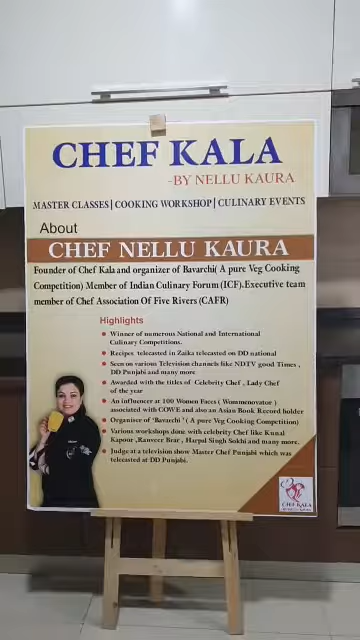 CHEF KALA
-BY NELLU KAURA
MASTER CLASSES | COOKING WORKSHOP | CULINARY EVENTS
About
CHEF NELLU KAURA
Founder of Chef Kala and organizer of Bavarchi( A pure Veg Cooking
Competition) Member of Indian Culinary Forum (ICF).Executive team
member of Chef Association Of Five Rivers (CAFR)
Highlights
Winner of numerous National and International
Culinary Competitions.
Recipes telecasted in Zaika telecasted on DD national
Seen on various Television channels like NDTV good Times ,
DD Punjabi and many more
Awarded with the titles of Celebrity Chef , Lady Chef
of the year
An influencer at 100 Women Faces ( Wommenovator )
associated with COWE and also an Asian Book Record holder
Organiser of 'Bavarchi' ( A pure Veg Cooking Competition)
Various workshops done with celebrity Chef like Kunal
Kapoor ,Ranveer Brar , Harpal Singh Sokhi and many more.
Judge at a television show Master Chef Punjabi which was
telecasted at DD Punjabi.
CHEF KALA